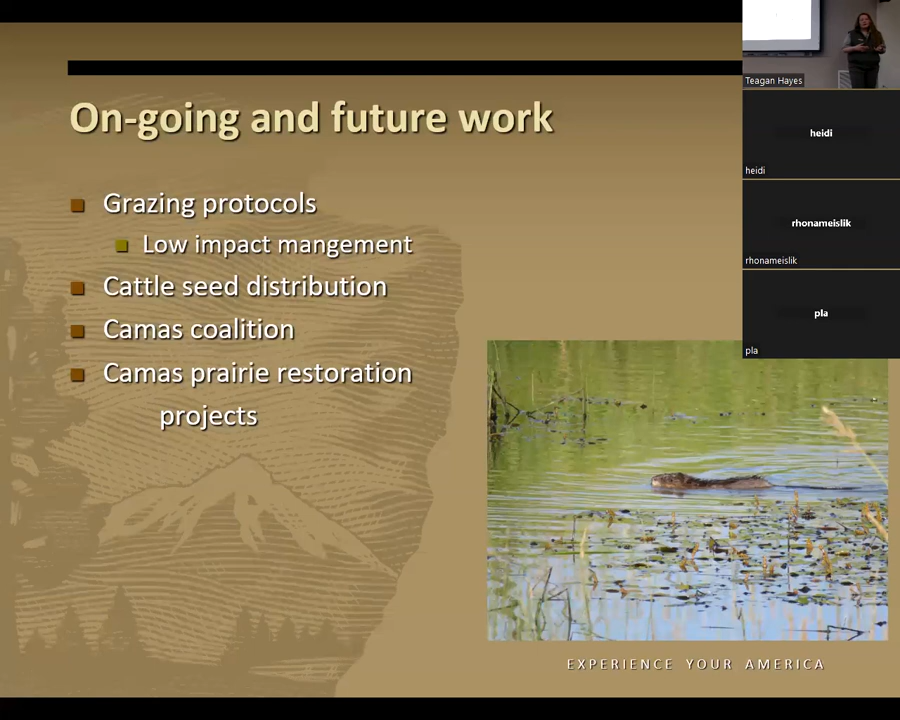 On-going and future work
Grazing protocols
Low impact mangement
Cattle seed distribution
Camas coalition
Camas prairie restoration
projects
EXPERIENCE YOUR AMERICA
Teagan Hayes
heidi
heidi
rhonameislik
rhonameislik
pla
pla